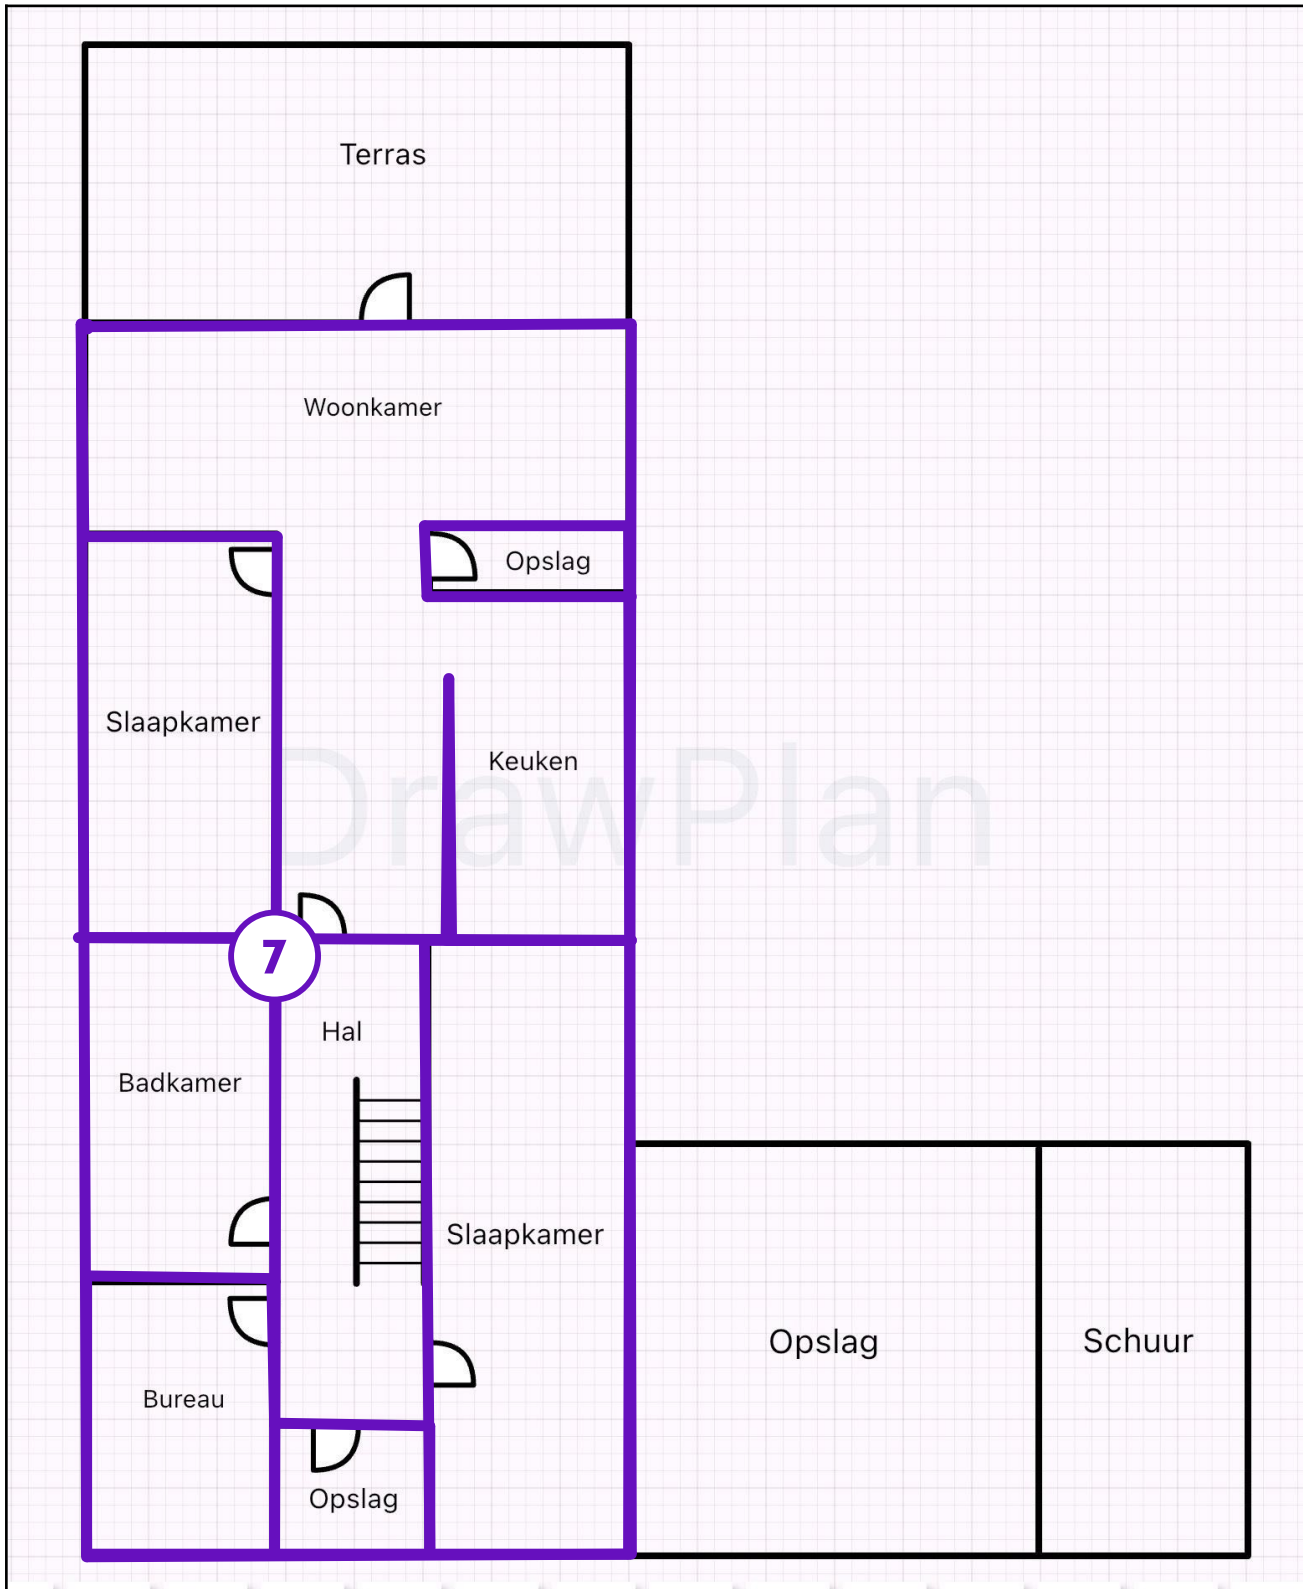 Terras
Woonkamer
Opslag
Slaapkamer
Keuken
DrawPlan
7
Hal
Badkamer
Slaapkamer
Opslag
Schuur
Bureau
Opslag